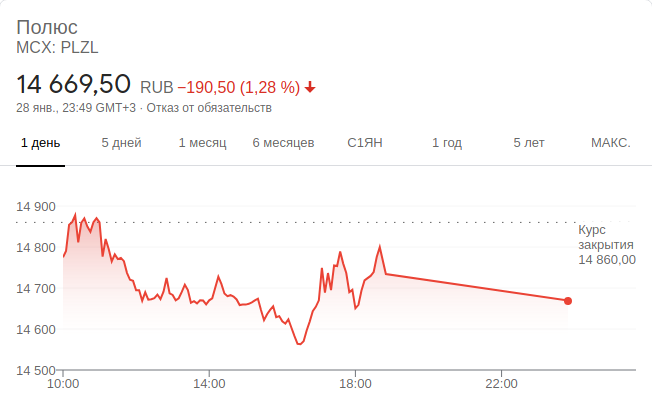 Полюс
MCX: PLZL
14 669,50 RUB −190,50 (1,28 %)
28 янв., 23:49 GMT+3 · Отказ от обязательств
1 день 5 дней 1 месяц 6 месяцев С1ЯН 1 год 5 лет МАКС.
14 900
Курс
закрытия
14 860,00
14 800
14 700
14 600
14 500
10:00 14:00 18:00 22:00